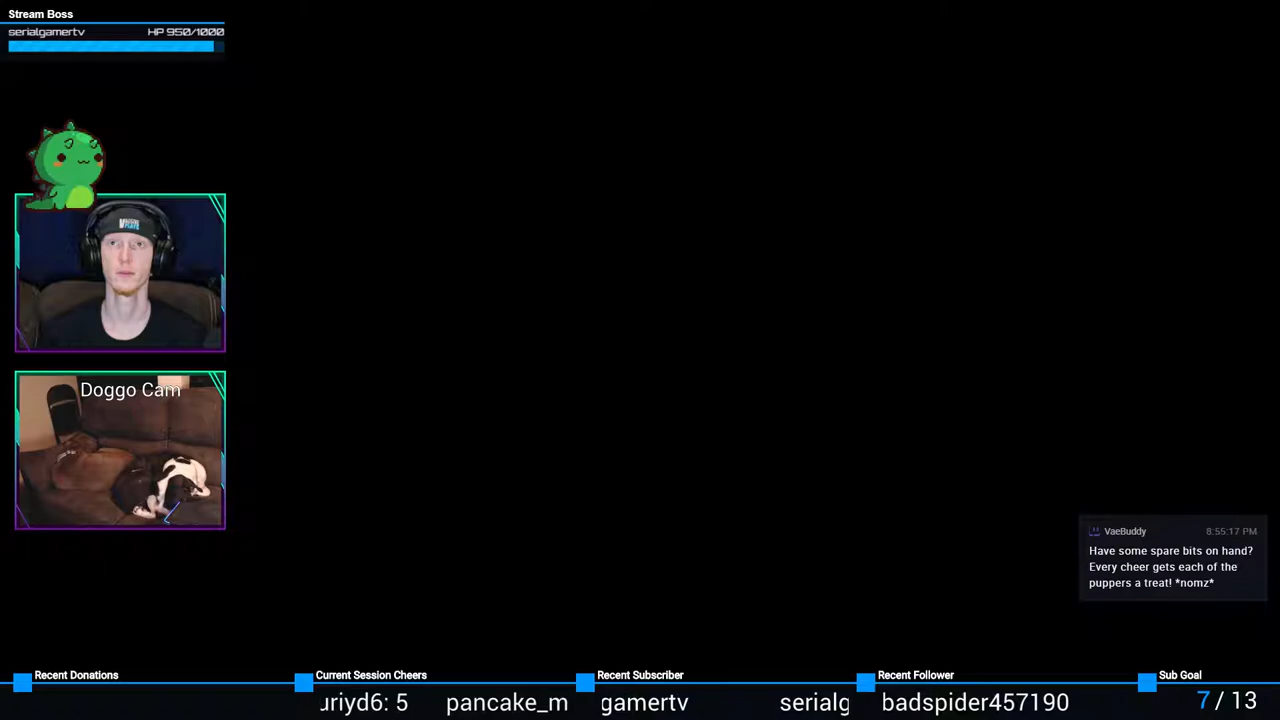 Stream Boss
serialgamertv HP 950/1000
Doggo Cam
VaeBuddy 8:55:17 PM
Have some spare bits on hand?
Every cheer gets each of the
puppers a treat! *nomz*
Recent Donations
Current Session Cheers
uriyd6: 5 pancake_m
Recent Subscriber
gamertv serialg
Recent Follower
badspider457190
Sub Goal
7 / 13